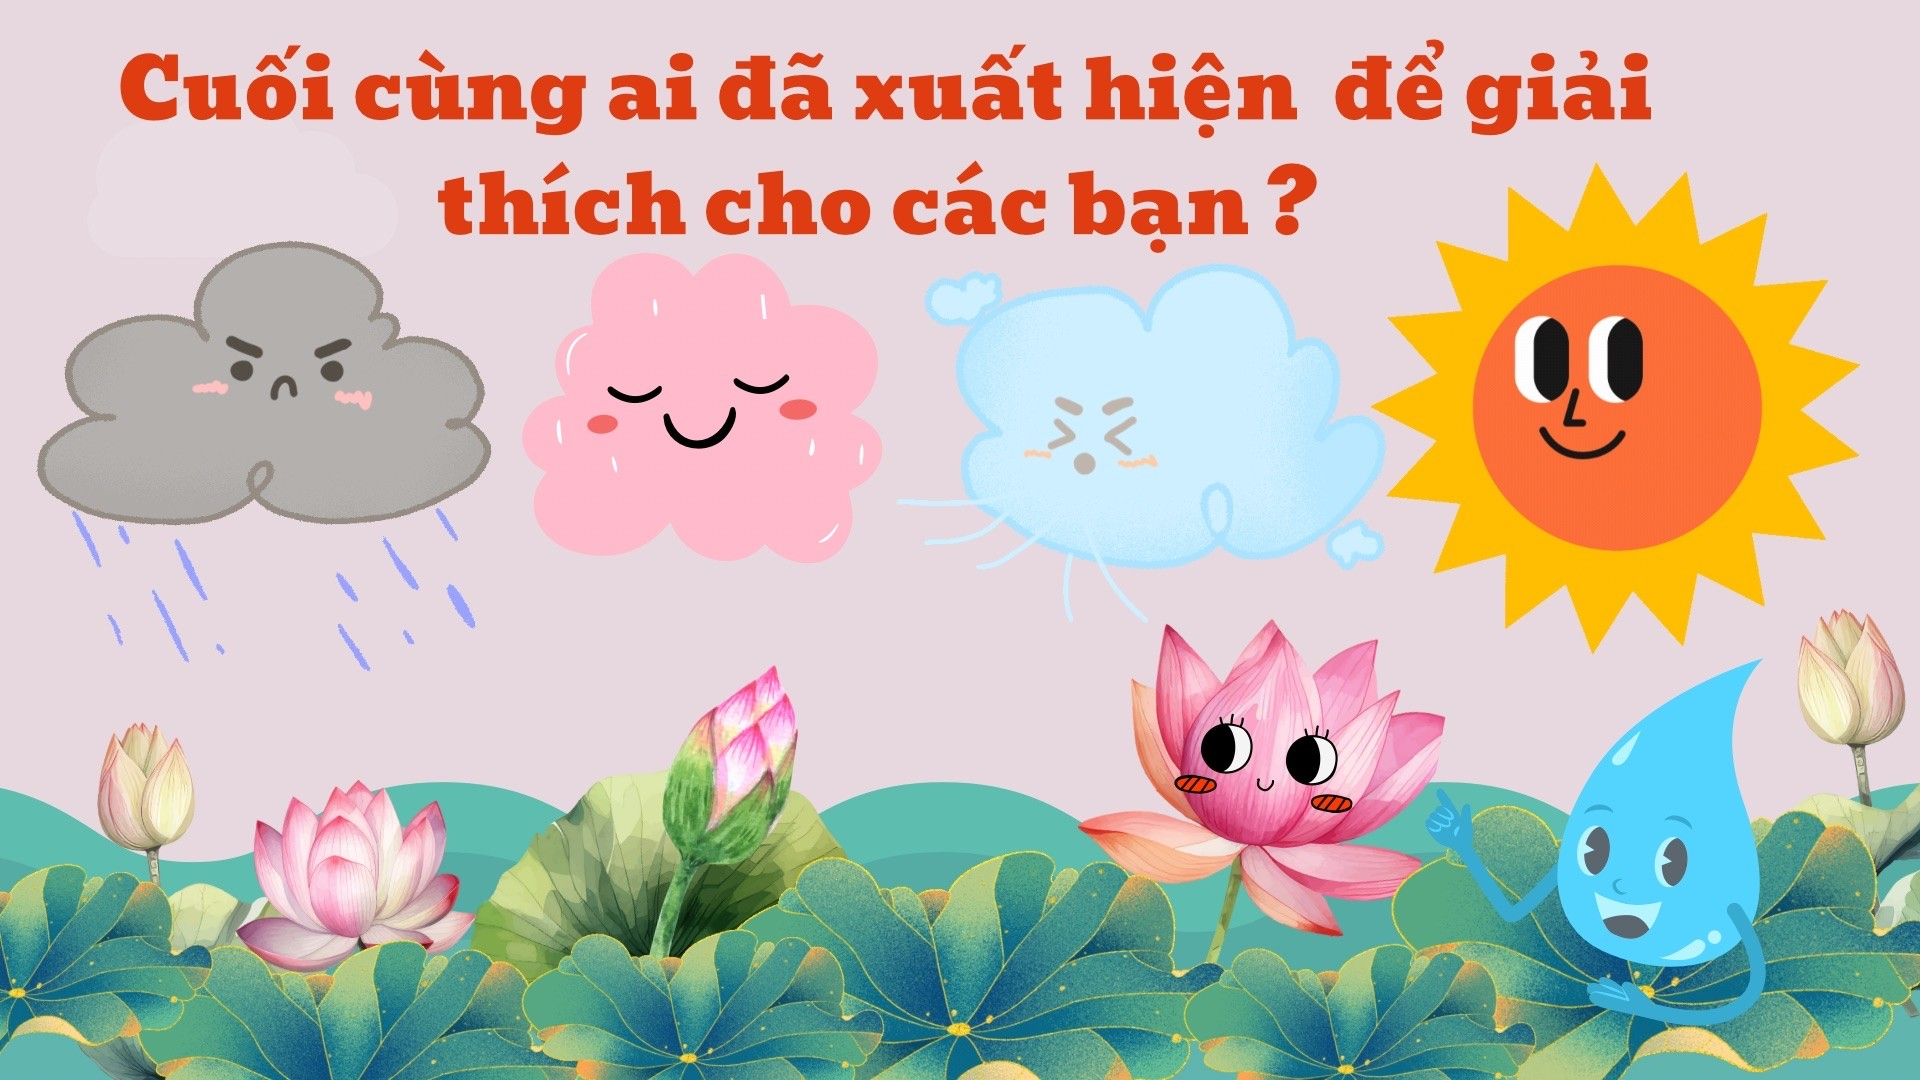 Cuối cùng ai đã xuất hiện để giải
thích cho các bạn ?